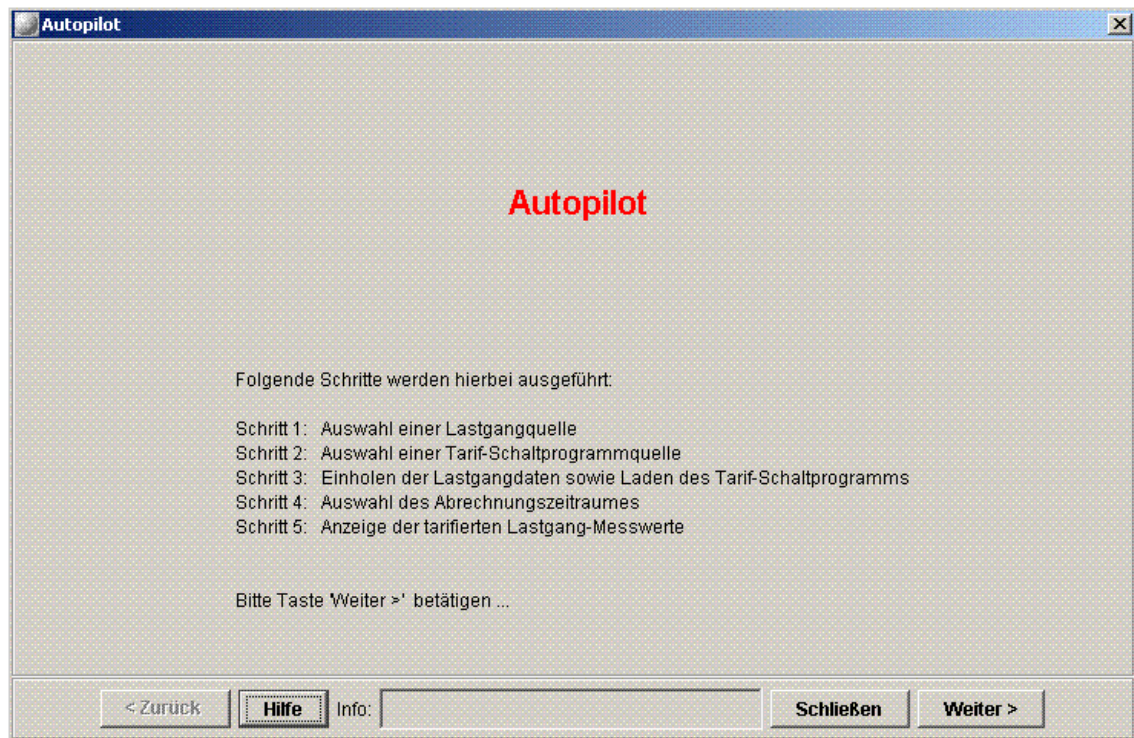 Autopilot
Autopilot
Folgende Schritte werden hierbei ausgeführt:
Schritt 1: Auswahl einer Lastgangquelle
Schritt 2: Auswahl einer Tarif-Schaltprogrammquelle
Schritt 3: Einholen der Lastgangdaten sowie Laden des Tarif-Schaltprogramms
Schritt 4: Auswahl des Abrechnungszeitraumes
Schritt 5: Anzeige der tarifierten Lastgang-Messwerte
Bitte Taste 'Weiter >' betätigen ...
< Zurück Hilfe Info: Schließen Weiter >